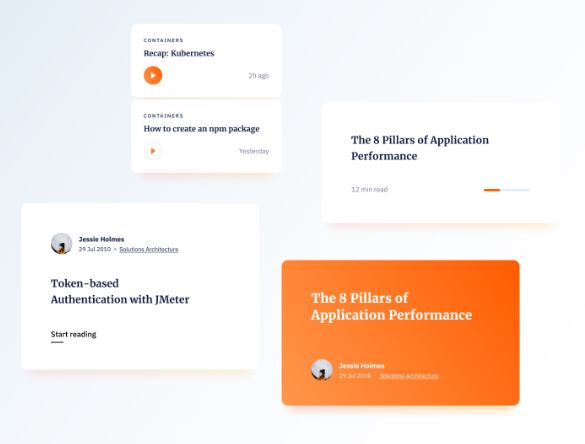 CONTAINERS
Recap: Kubernetes
2h ago
CONTAINERS
How to create an npm package
Yesterday
The 8 Pillars of Application
Performance
12 min read
Jessie Holmes
29 Jul 2010 • Solutions Architecture
Token-based
Authentication with JMeter
Start reading
The 8 Pillars of
Application Performance
Jessie Holmes
29 Jul 2010 • Solutions Architecture